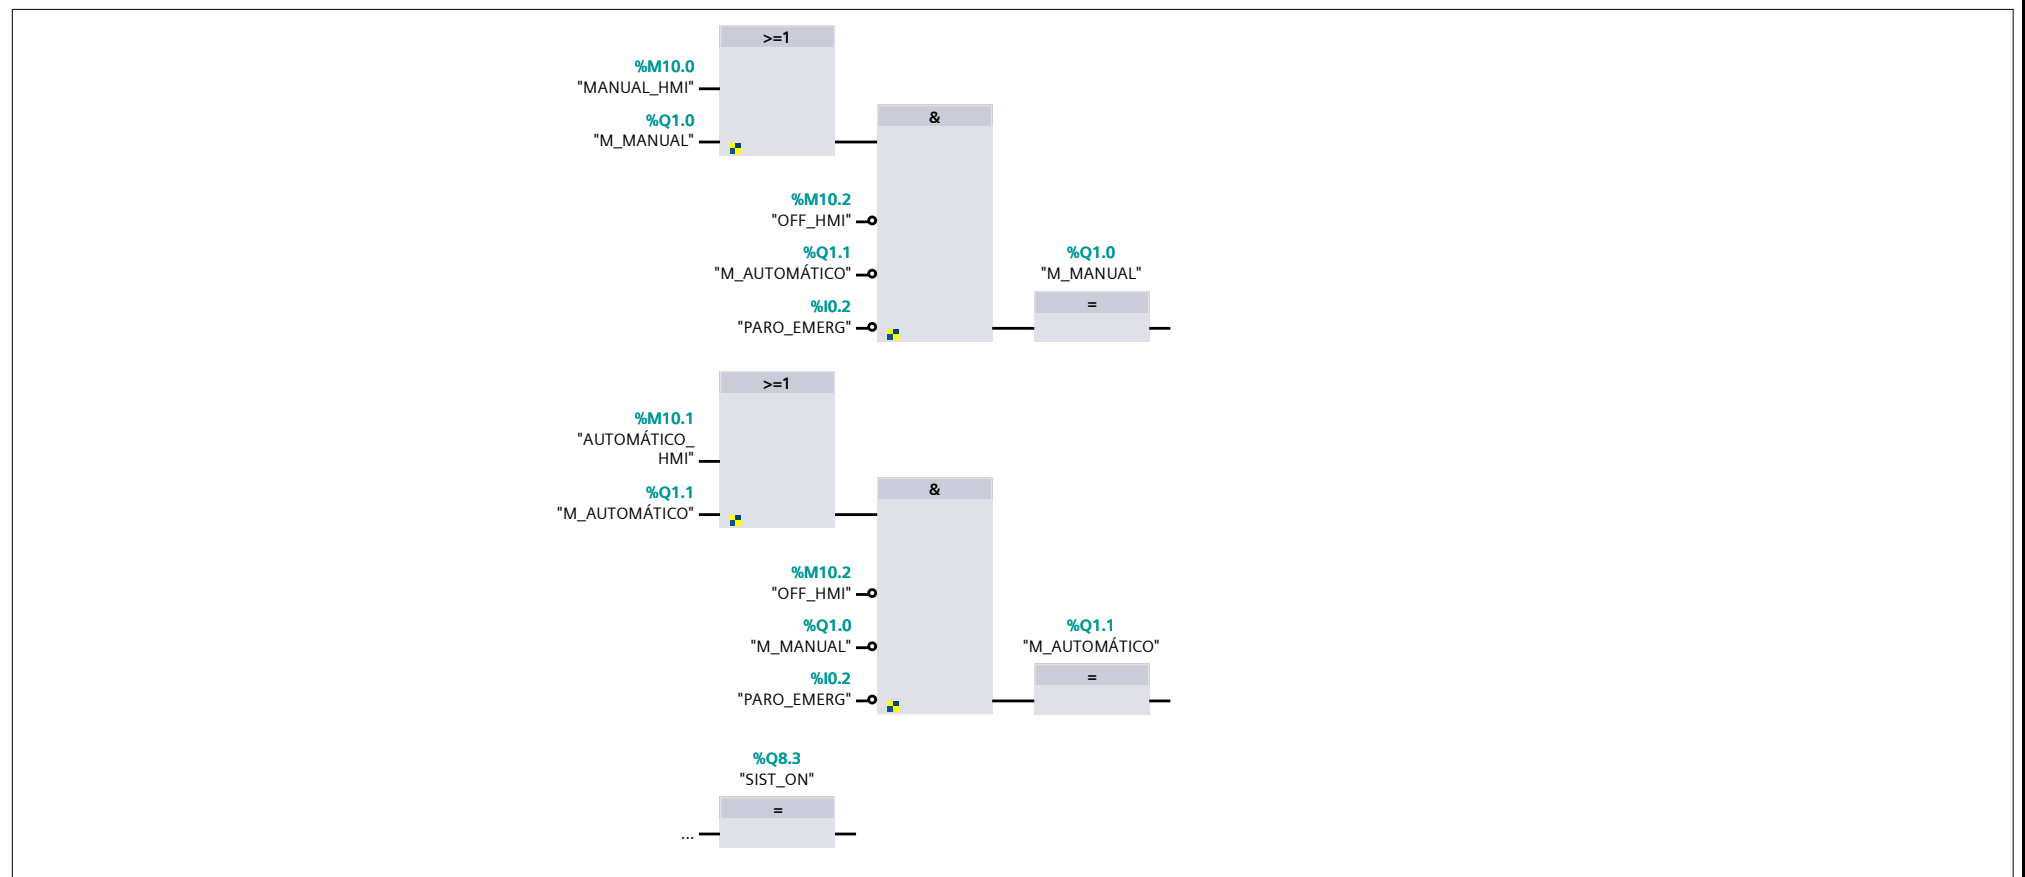 >=1
%M10.0
"MANUAL_HMI"
%Q1.0
"M_MANUAL"
&
%M10.2
"OFF_HMI"
%Q1.1
"M_AUTOMÁTICO"
%I0.2
"PARO_EMERG"
%Q1.0
"M_MANUAL"
=
>=1
%M10.1
"AUTOMÁTICO_
HMI"
%Q1.1
"M_AUTOMÁTICO"
&
%M10.2
"OFF_HMI"
%Q1.0
"M_MANUAL"
%I0.2
"PARO_EMERG"
%Q1.1
"M_AUTOMÁTICO"
=
%Q8.3
"SIST_ON"
=
...